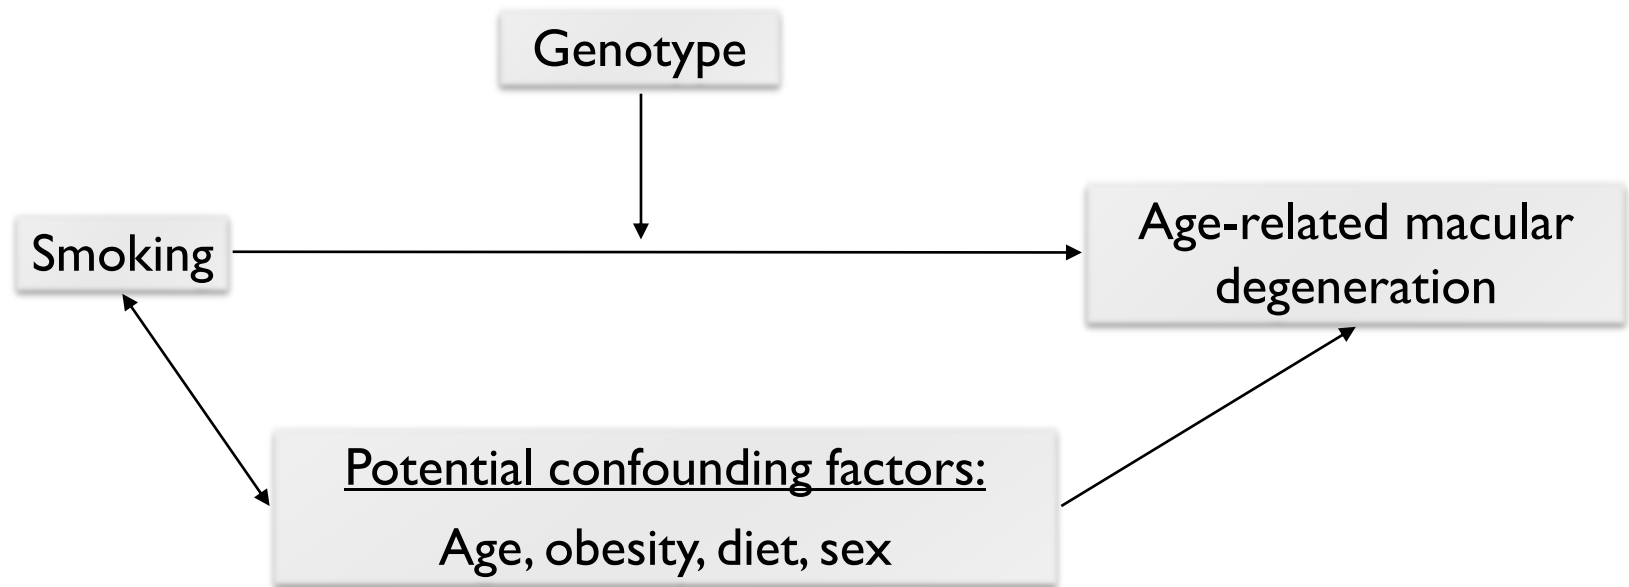 Genotype
Smoking
Age-related macular
degeneration
Potential confounding factors:
Age, obesity, diet, sex